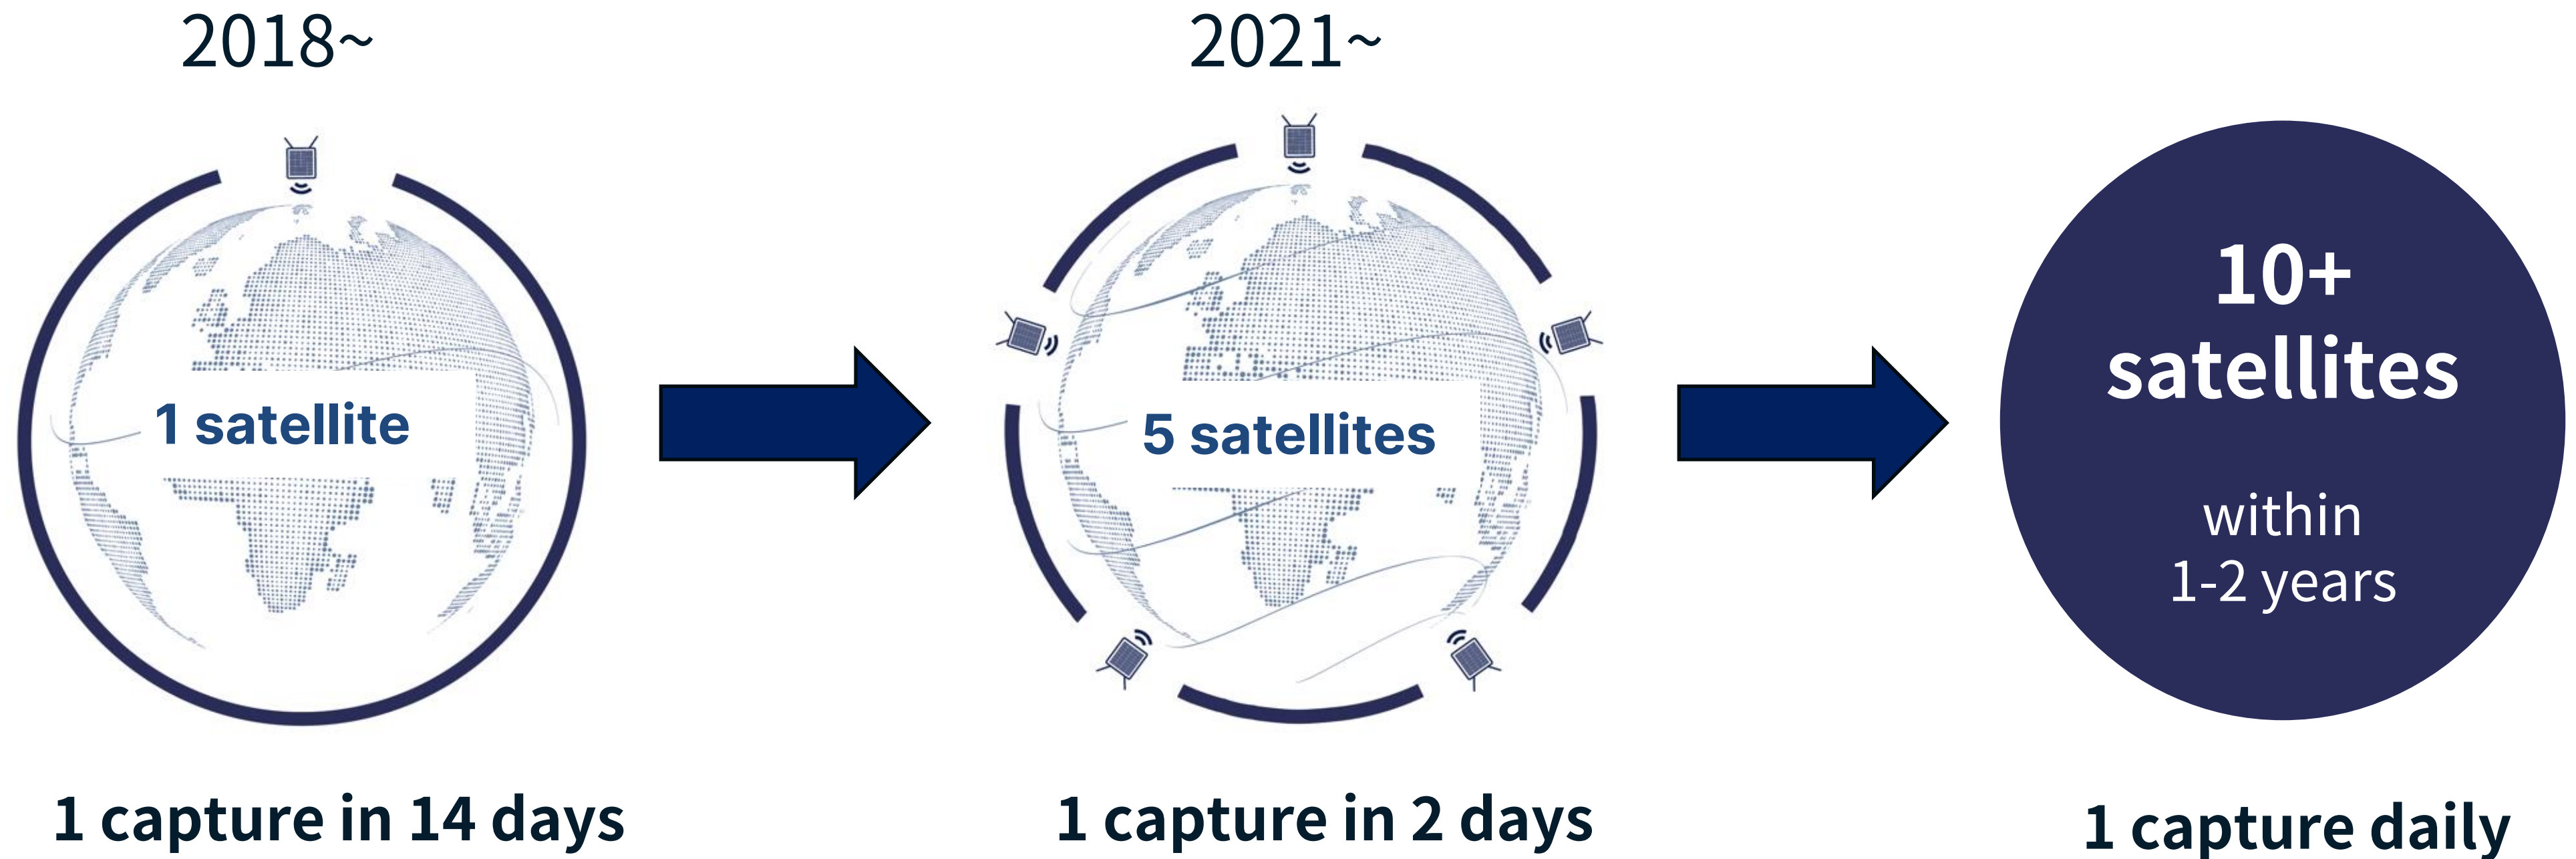 2018~
1 satellite
1 capture in 14 days
2021~
5 satellites
1 capture in 2 days
10+
satellites
within
1-2 years
1 capture daily